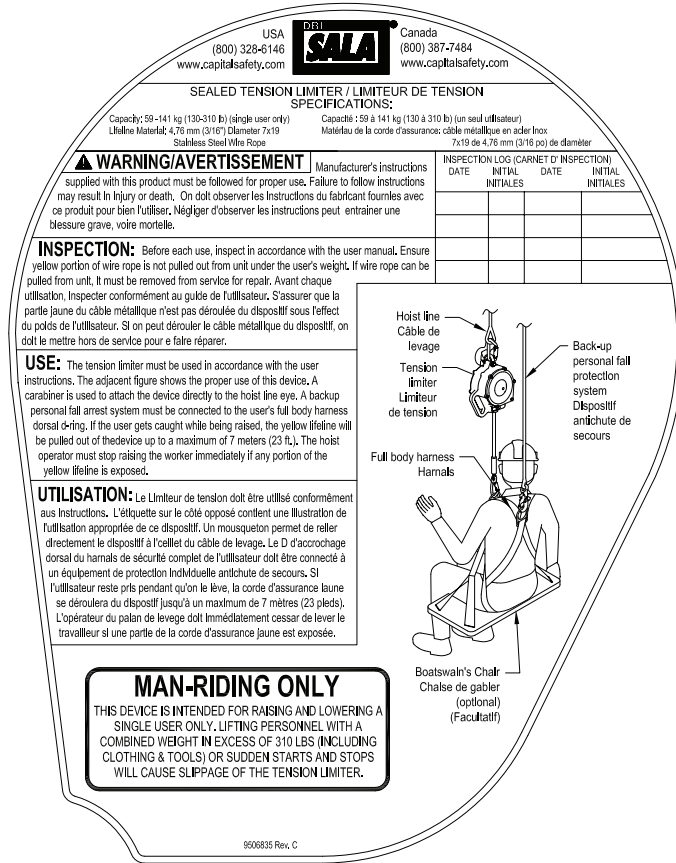 USA
(800) 328-6146
www.capitalsafety.com
DBI
SALA
Canada
(800) 387-7484
www.capitalsafety.com
SEALED TENSION LIMITER / LIMITEUR DE TENSION
SPECIFICATIONS:
Capacity: 59 -141 kg (130-310 lb) (single user only)
Lifeline Material: 4,76 mm (3/16") Diameter 7x19
Stainless Steel Wire Rope
Capacité : 59 à 141 kg (130 à 310 lb) (un seul utilsateur)
Matériau de la corde d'assurance: câble métallique en acier Inox
7x19 de 4,76 mm (3/16 po) de diamèter
WARNING/AVERTISSEMENT Manufacturer's instructions
supplied with this product must be followed for proper use. Failure to follow instructions
may result in injury or death. On doit observer les instructions du fabricant fournies avec
ce produit pour bien l'utiliser. Négliger d'observer les instructions peut entrainer une
blessure grave, voire mortelle.
INSPECTION LOG (CARNET D' INSPECTION)
DATE INITIAL DATE INITIAL
INITIALES INITIALES
INSPECTION: Before each use, inspect in accordance with the user manual. Ensure
yellow portion of wire rope is not pulled out from unit under the user's weight. If wire rope can be
pulled from unit, it must be removed from service for repair. Avant chaque
utilisation, Inspecter conformément au guide de l'utilisateur. S'assurer que la
partie jaune du câble métallique n'est pas déroulée du dispositif sous l'effect
du poids de l'utilisateur. Si on peut dérouler le câble métallique du dispositif, on
doit le mettre hors de service pour e faire réparer.
USE: The tension limiter must be used in accordance with the user
instructions. The adjacent figure shows the proper use of this device. A
carabiner is used to attach the device directly to the hoist line eye. A backup
personal fall arrest system must be connected to the user's full body harness
dorsal d-ring. If the user gets caught while being raised, the yellow lifeline will
be pulled out of thedevice up to a maximum of 7 meters (23 ft.). The hoist
operator must stop raising the worker immediately if any portion of the
yellow lifeline is exposed.
UTILISATION: Le Limiteur de tension doit être utilisé conformément
aus instructions. L'étiquette sur le côté opposé contient une illustration de
l'utilisation appropriée de ce dispositif. Un mousqueton permet de relier
directement le dispositif à l'ceillet du câble de levage. Le D d'accrochage
dorsal du harnais de sécurité complet de l'utilisateur doit être connecté à
un équipement de protection individuelle antichute de secours. Si
l'utilisateur reste pris pendant qu'on le lève, la corde d'assurance laune
se déroulera du dispositif jusqu'à un maximum de 7 mètres (23 pieds).
L'opérateur du palan de levege doit immédiatement cessar de lever le
travailleur si une partie de la corde d'assurance jaune est exposée.
Hoist line
Câble de
levage
Tension
limiter
Limiteur
de tension
Back-up
personal fall
protection
system
Dispositif
antichute de
secours
Full body harness
Harnais
Boatswain's Chair
Chaise de gabier
(optional)
(Facultatif)
MAN-RIDING ONLY
THIS DEVICE IS INTENDED FOR RAISING AND LOWERING A
SINGLE USER ONLY. LIFTING PERSONNEL WITH A
COMBINED WEIGHT IN EXCESS OF 310 LBS (INCLUDING
CLOTHING & TOOLS) OR SUDDEN STARTS AND STOPS
WILL CAUSE SLIPPAGE OF THE TENSION LIMITER.
9506835 Rev. C